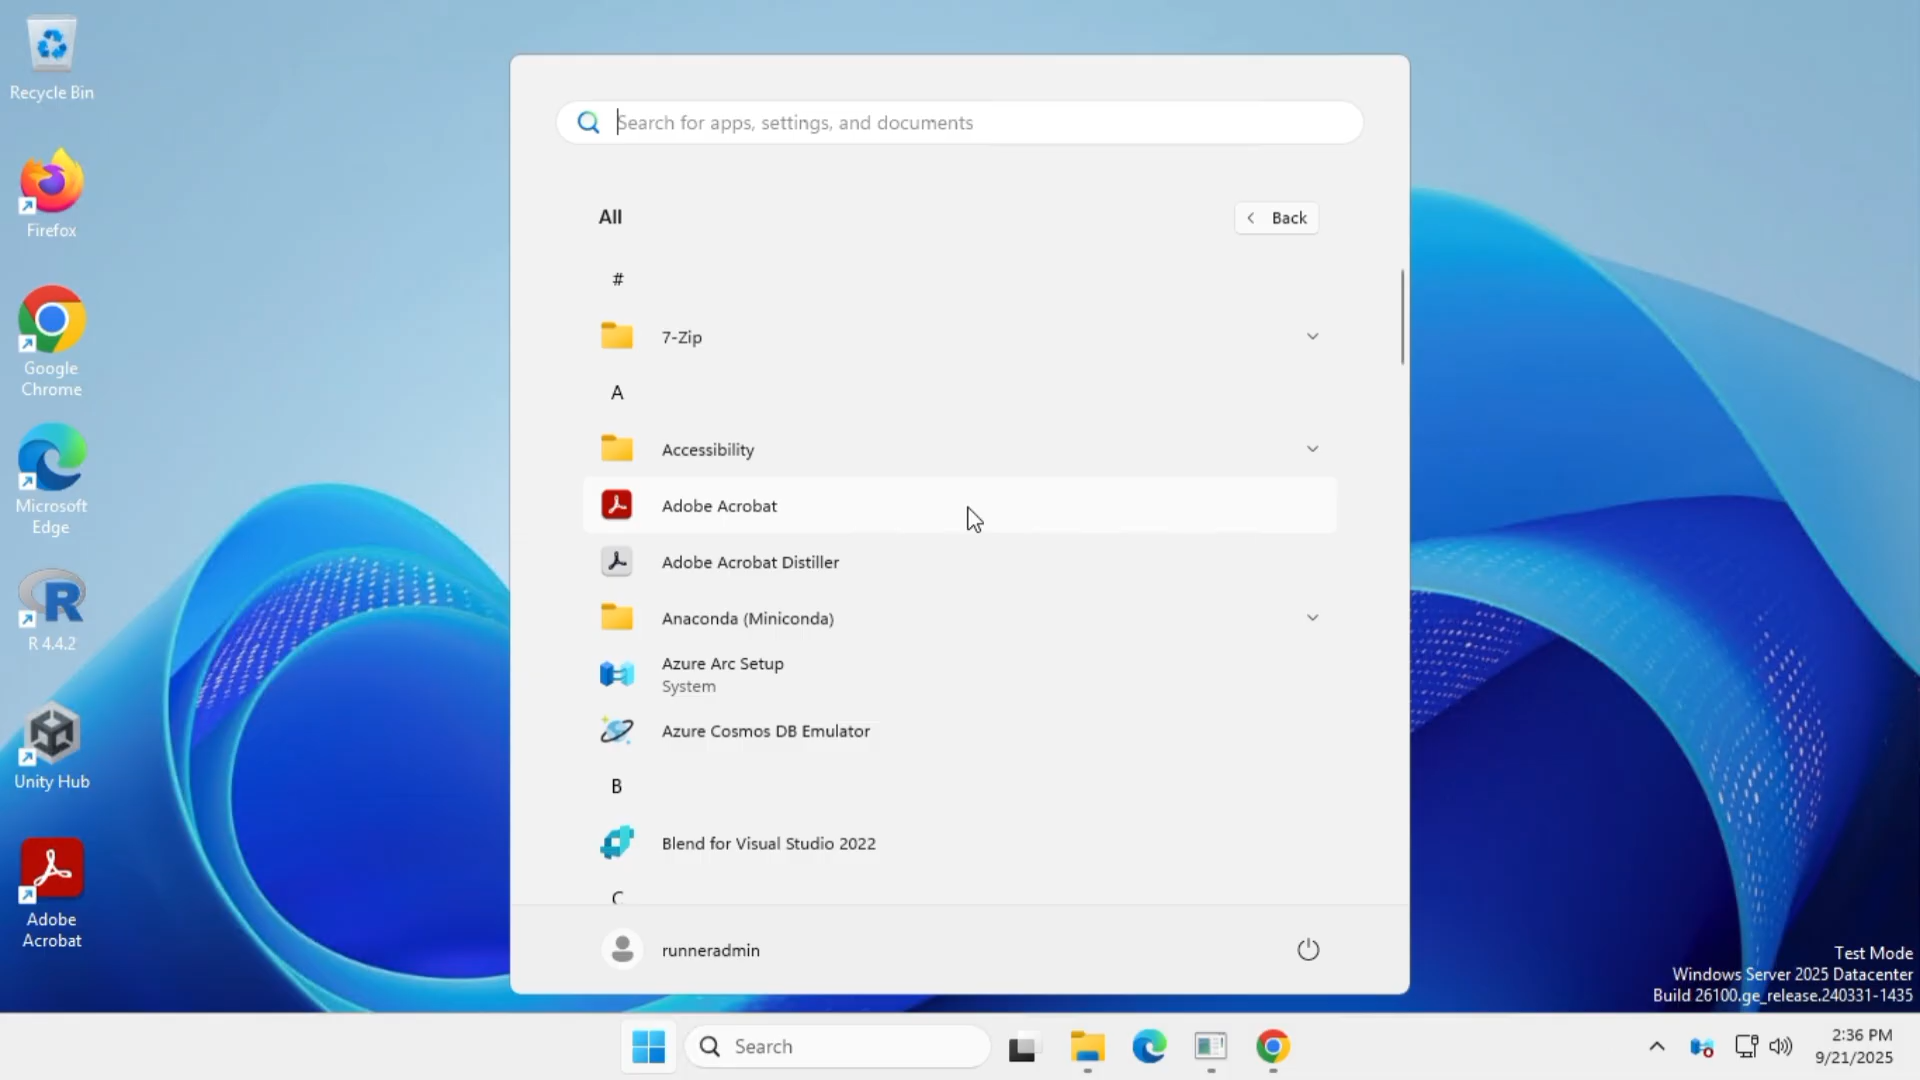 Recycle Bin
Firefox
Google
Chrome
Microsoft
Edge
R 4.4.2
Unity Hub
Adobe
Acrobat
Search for apps, settings, and documents
All
Back
#
7-Zip
A
Accessibility
Adobe Acrobat
Adobe Acrobat Distiller
Anaconda (Miniconda)
Azure Arc Setup
System
Azure Cosmos DB Emulator
B
Blend for Visual Studio 2022
C
runneradmin
Test Mode
Windows Server 2025 Datacenter
Build 26100.ge_release.240331-1435
Search
2:36 PM
9/21/2025